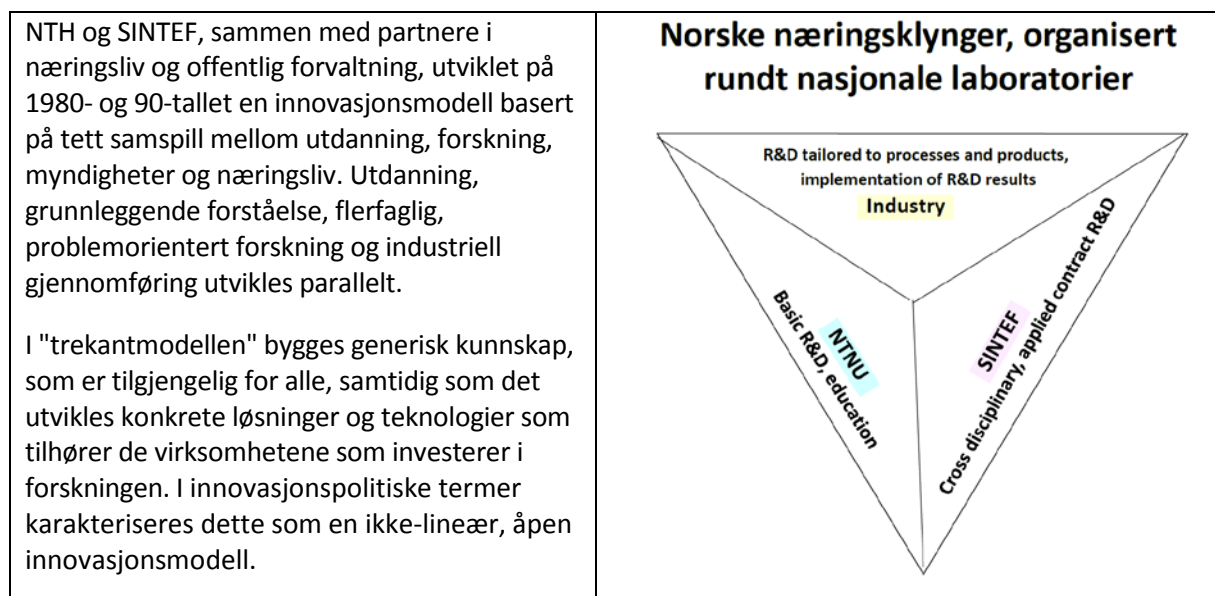 NTH og SINTEF, sammen med partnere i
næringsliv og offentlig forvaltning, utviklet på
1980- og 90-tallet en innovasjonsmodell basert
på tett samspill mellom utdanning, forskning,
myndigheter og næringsliv. Utdanning,
grunnleggende forståelse, flerfaglig,
problemorientert forskning og industriell
gjennomføring utvikles parallelt.
I "trekantmodellen" bygges generisk kunnskap,
som er tilgjengelig for alle, samtidig som det
utvikles konkrete løsninger og teknologier som
tilhører de virksomhetene som investerer i
forskningen. I innovasjonspolitiske termer
karakteriseres dette som en ikke-lineær, åpen
innovasjonsmodell.
Norske næringsklynger, organisert
rundt nasjonale laboratorier
R&D tailored to processes and products,
implementation of R&D results
Industry
NTNU
Basic R&D, education
SINTEF
Cross disciplinary, applied contract R&D